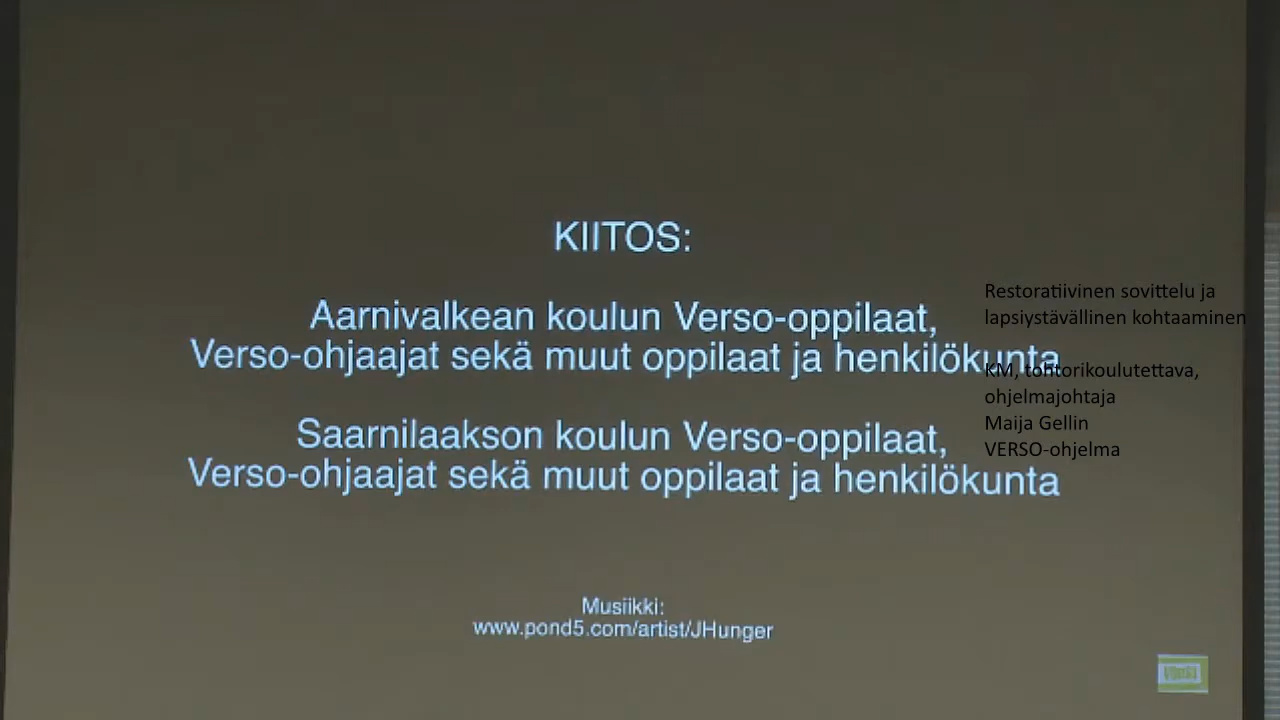 KIITOS:
Aarnivalkean koulun Verso-oppilaat,
Verso-ohjaajat sekä muut oppilaat ja henkilökunta
Saarnilaakson koulun Verso-oppilaat,
Verso-ohjaajat sekä muut oppilaat ja henkilökunta
Musiikki:
www.pond5.com/artist/JHunger
Restoratiivinen sovittelu ja
lapsiystävällinen kohtaaminen
KM, tohtorikoulutettava,
ohjelmajohtaja
Maija Gellin
VERSO-ohjelma